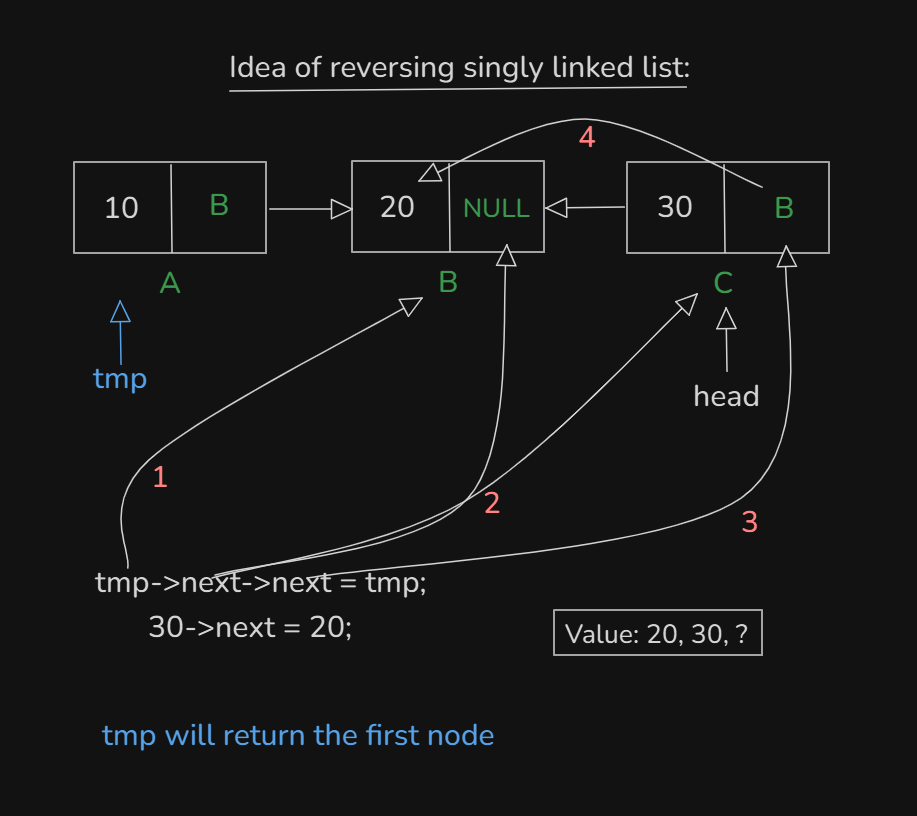 Idea of reversing singly linked list:
4
10 B 20 NULL 30 B
A B C
tmp
head
1
2
3
tmp->next->next = tmp;
30->next = 20;
Value: 20, 30, ?
tmp will return the first node